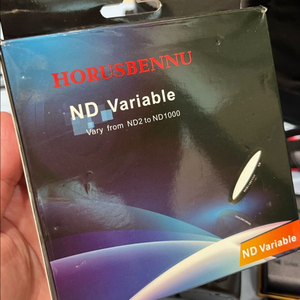 HORUSBENNU
ND Variable
Vary from ND2 to ND1000
ND Variable